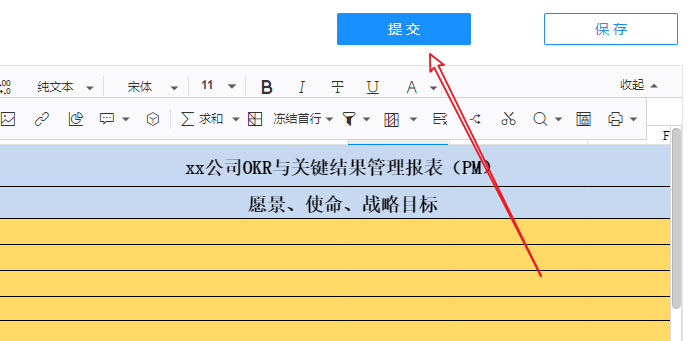 提交 保存
.00 +.0 纯文本 宋体 11 B I T U A 收起
求和 冻结首行
F
xx公司OKR与关键结果管理报表（PM）
愿景、使命、战略目标